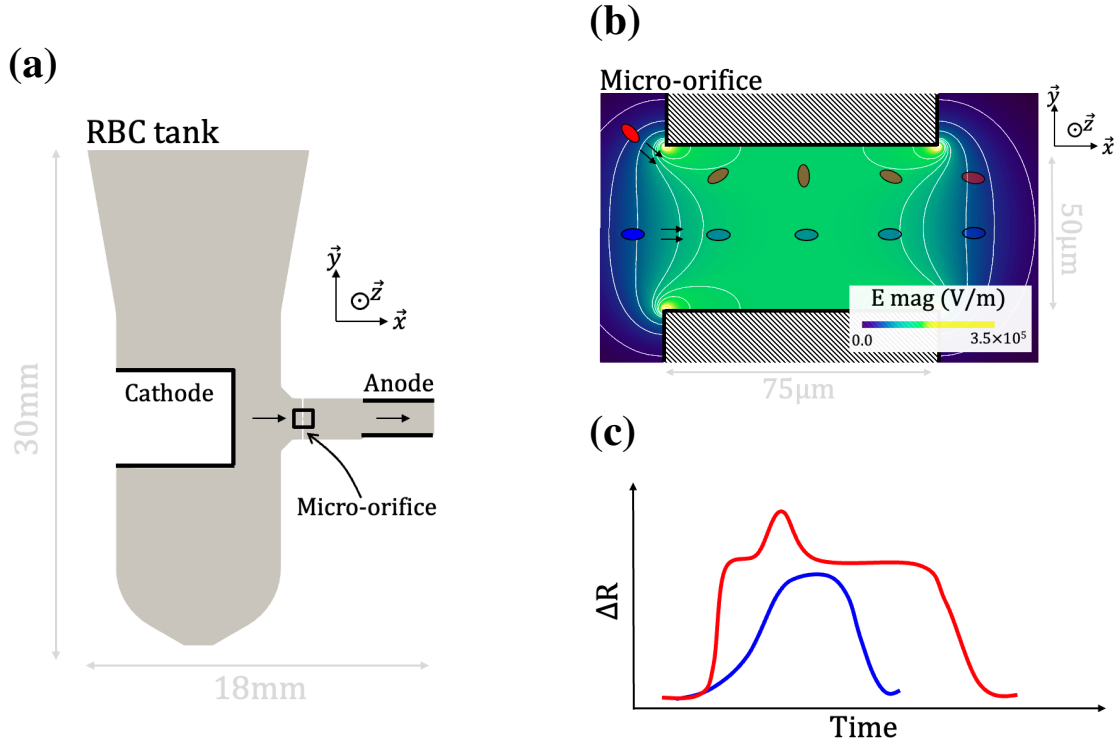 (a)
RBC tank
30mm
y
z
x
Cathode
Anode
Micro-orifice
18mm
(b)
Micro-orifice
y
z
x
50µm
E mag (V/m)
0.0
3.5×10⁵
75µm
(c)
ΔR
Time